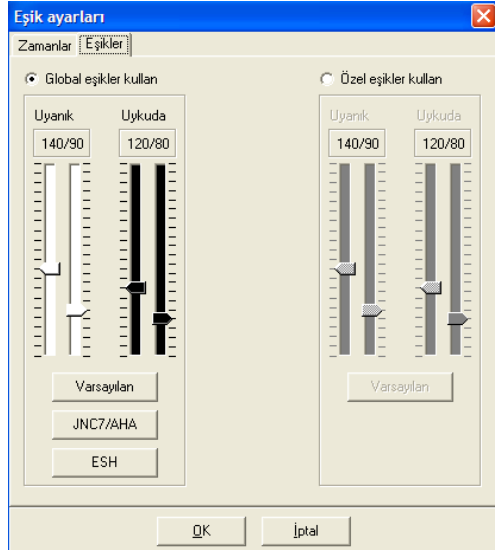 Eşik ayarları
Zamanlar Eşikler
Global eşikler kullan Özel eşikler kullan
Uyanık Uykuda Uyanık Uykuda
140/90 120/80 140/90 120/80
Varsayılan Varsayılan
JNC7/AHA
ESH
OK İptal